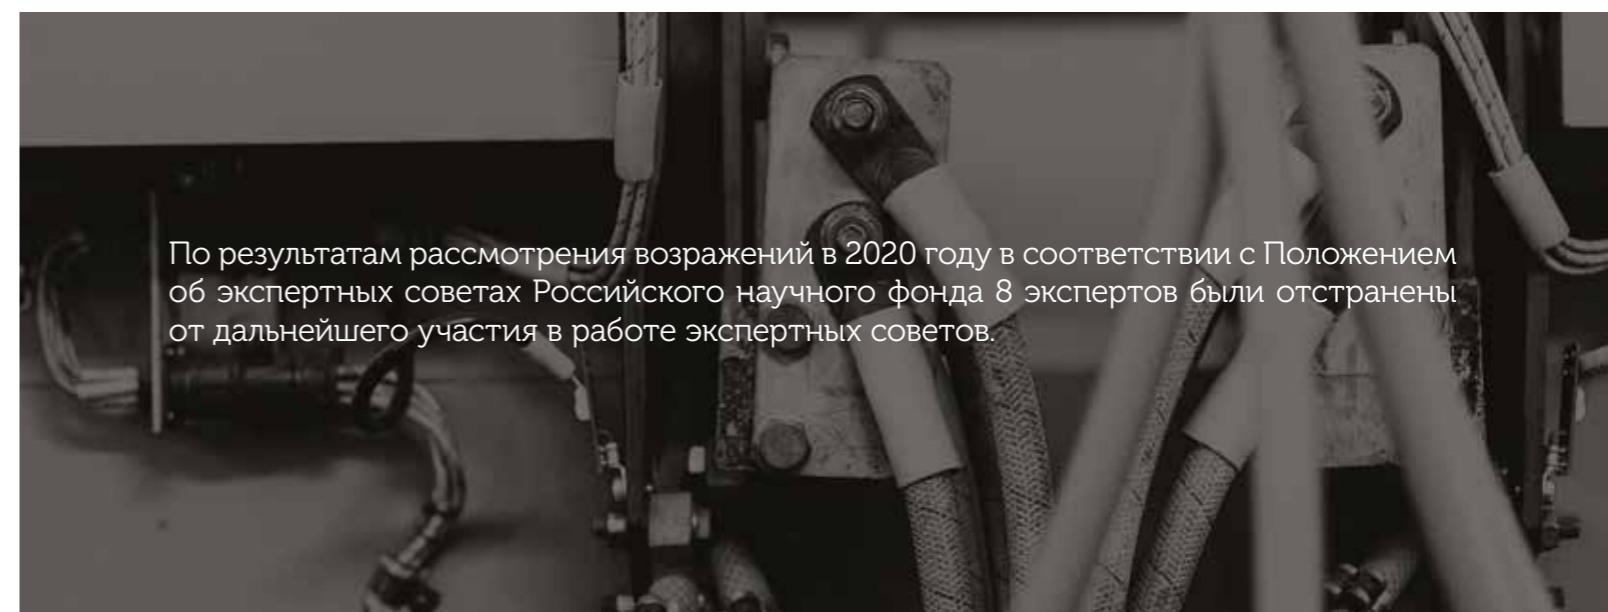 По результатам рассмотрения возражений в 2020 году в соответствии с Положением
об экспертных советах Российского научного фонда 8 экспертов были отстранены
от дальнейшего участия в работе экспертных советов.